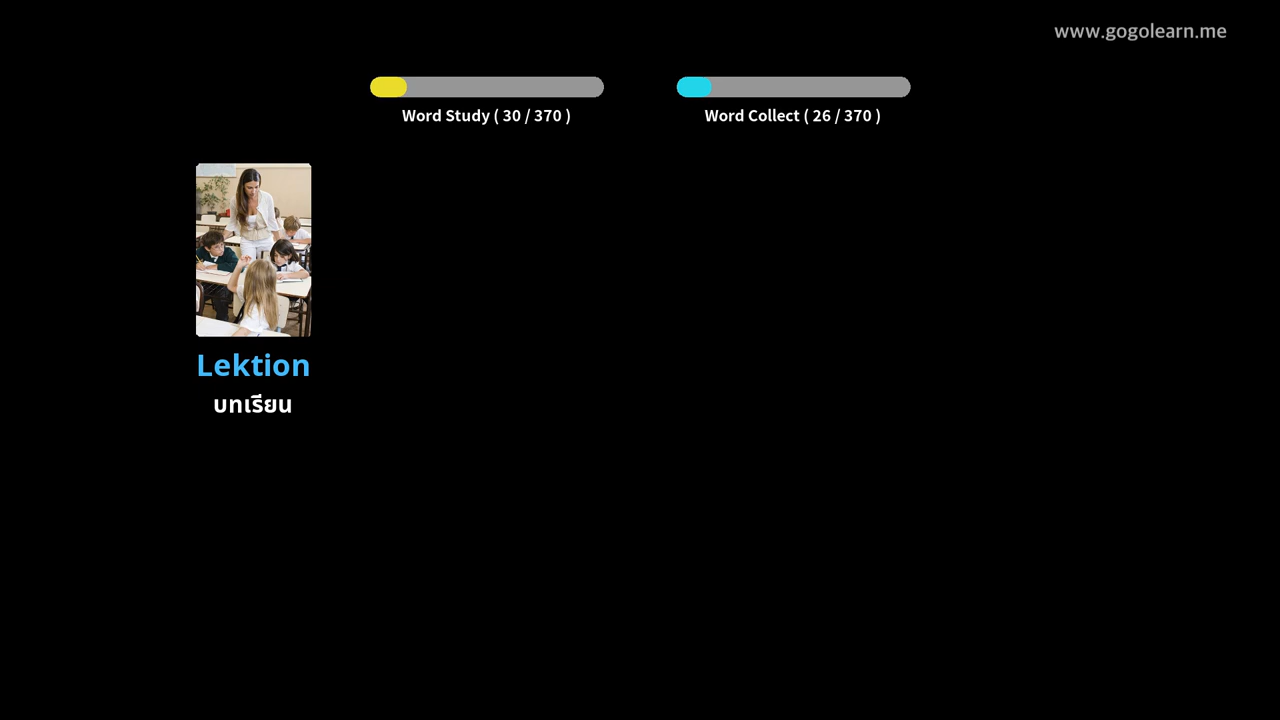 www.gogolearn.me
Word Study ( 30 / 370 )
Word Collect ( 26 / 370 )
Lektion
บทเรียน